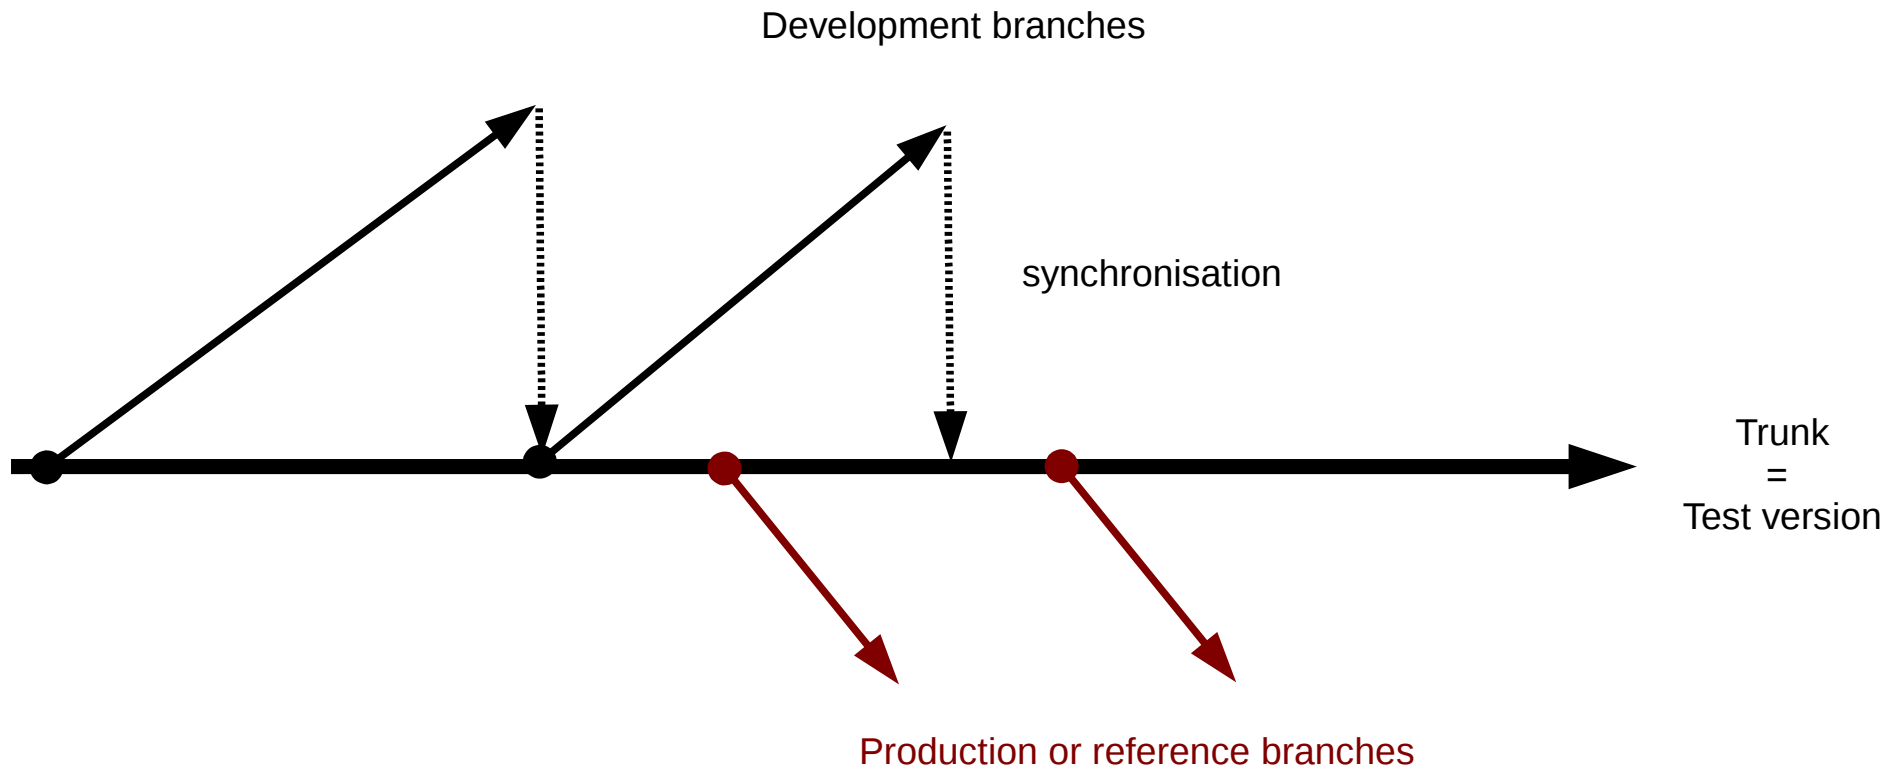 Development branches
synchronisation
Trunk
=
Test version
Production or reference branches